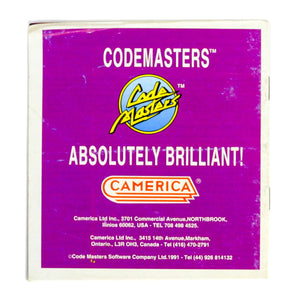 CODEMASTERS™
Code
Masters™
ABSOLUTELY BRILLIANT!
CAMERICA®
Camerica Ltd Inc., 3701 Commercial Avenue,NORTHBROOK,
Illinios 60062, USA - TEL 708 498 4525.
Camerica Ltd Inc., 3415 14th Avenue,Markham,
Ontario., L3R OH3, Canada - Tel (416) 470-2791
©Code Masters Software Company Ltd.1991 - Tel (44) 926 814132